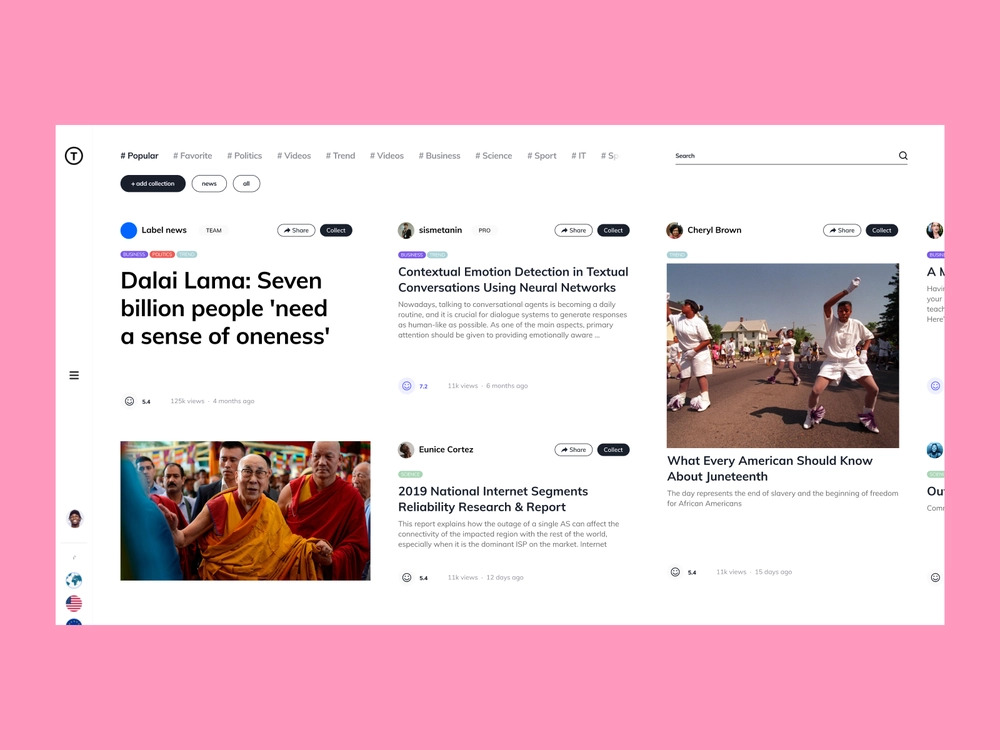 T
# Popular # Favorite # Politics # Videos # Trend # Videos # Business # Science # Sport # IT # Sp
Search
+ add collection news all
Label news TEAM Share Collect
BUSINESS POLITICS TREND
Dalai Lama: Seven
billion people 'need
a sense of oneness'
5.4 125k views · 4 months ago
sismetanin PRO Share Collect
BUSINESS TREND
Contextual Emotion Detection in Textual
Conversations Using Neural Networks
Nowadays, talking to conversational agents is becoming a daily
routine, and it is crucial for dialogue systems to generate responses
as human-like as possible. As one of the main aspects, primary
attention should be given to providing emotionally aware ...
7.2 11k views · 6 months ago
Eunice Cortez Share Collect
SCIENCE
2019 National Internet Segments
Reliability Research & Report
This report explains how the outage of a single AS can affect the
connectivity of the impacted region with the rest of the world,
especially when it is the dominant ISP on the market. Internet
5.4 11k views · 12 days ago
Cheryl Brown Share Collect
TREND
What Every American Should Know
About Juneteenth
The day represents the end of slavery and the beginning of freedom
for African Americans
5.4 11k views · 15 days ago
BUSIN
A M
Havin
your
teach
Here'
Ou
Com